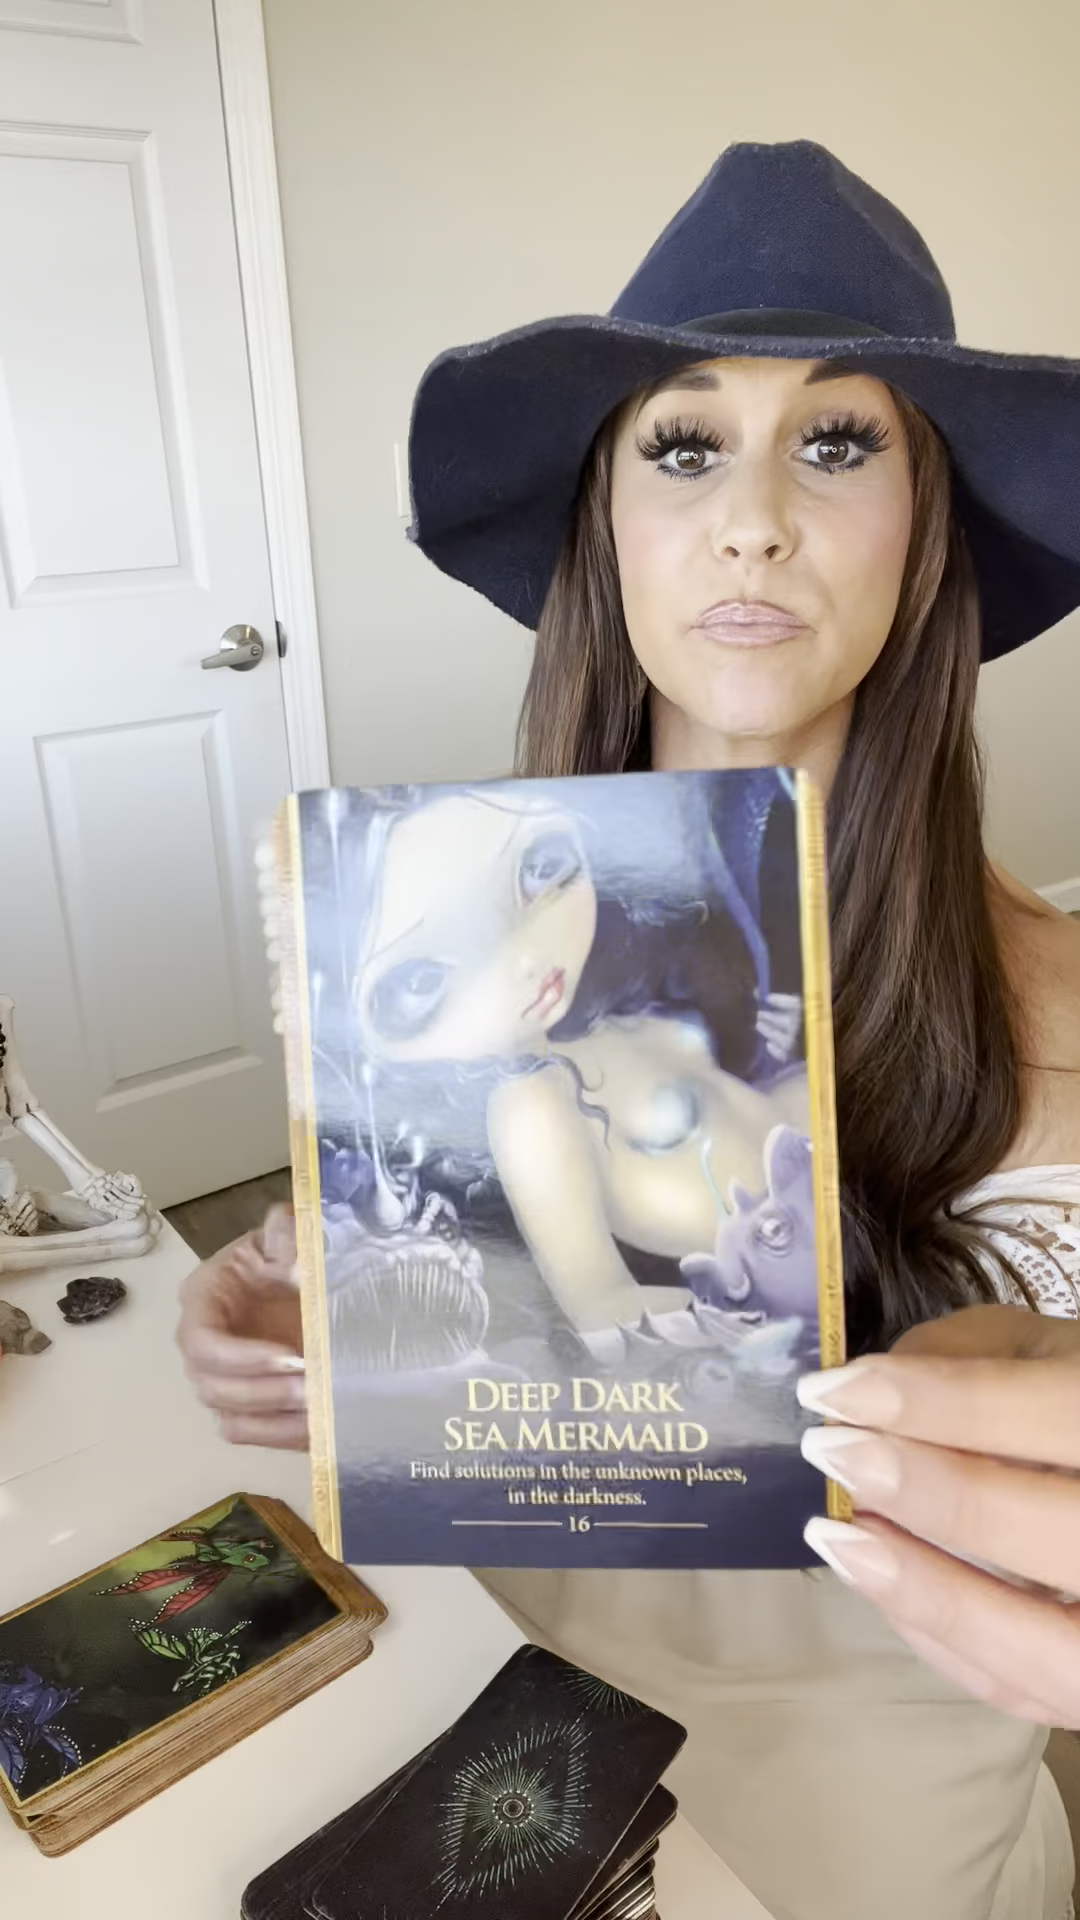 DEEP DARK
SEA MERMAID
Find solutions in the unknown places,
in the darkness.
16